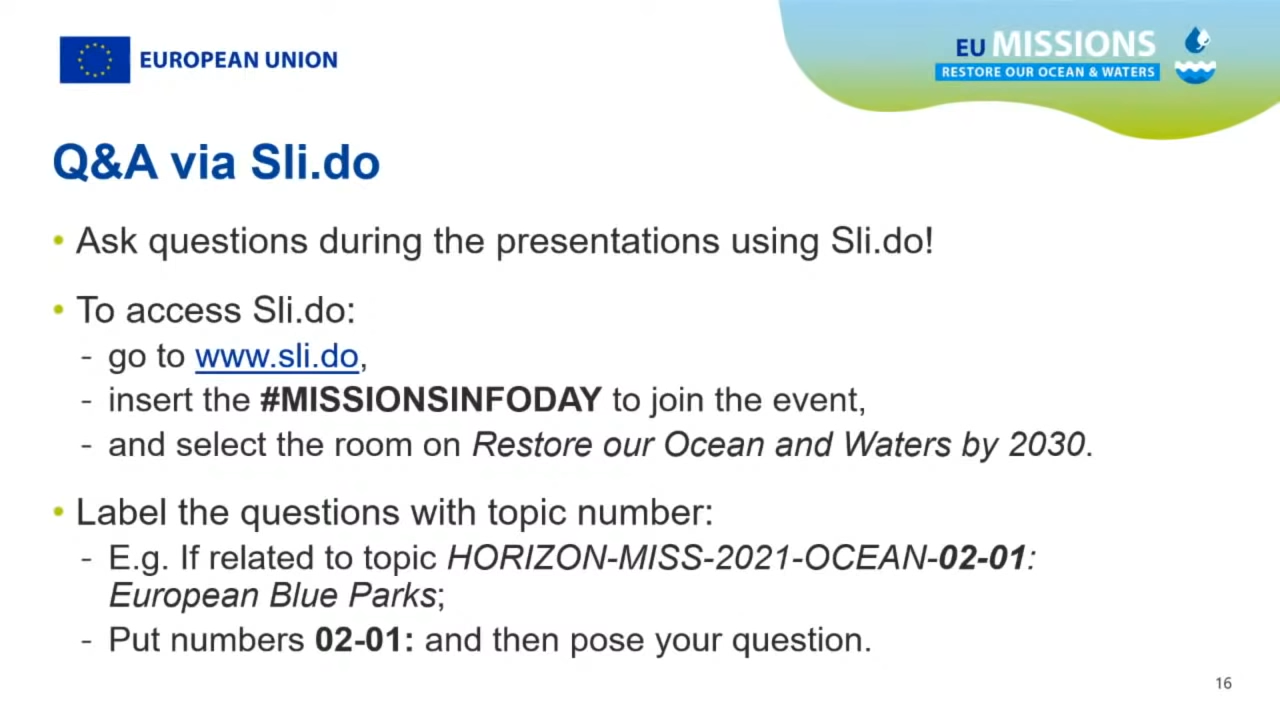 EUROPEAN UNION
EU MISSIONS
RESTORE OUR OCEAN & WATERS
Q&A via Sli.do
• Ask questions during the presentations using Sli.do!
• To access Sli.do:
- go to www.sli.do,
- insert the #MISSIONSINFODAY to join the event,
- and select the room on Restore our Ocean and Waters by 2030.
• Label the questions with topic number:
- E.g. If related to topic HORIZON-MISS-2021-OCEAN-02-01:
European Blue Parks;
- Put numbers 02-01: and then pose your question.
16